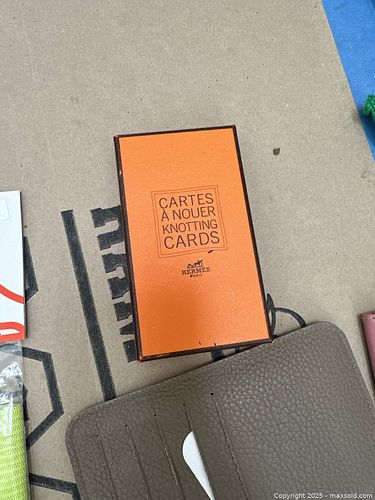 CARTES
À NOUER
KNOTTING
CARDS
HERMÈS
PARIS
Copyright 2025 - maxsold.com